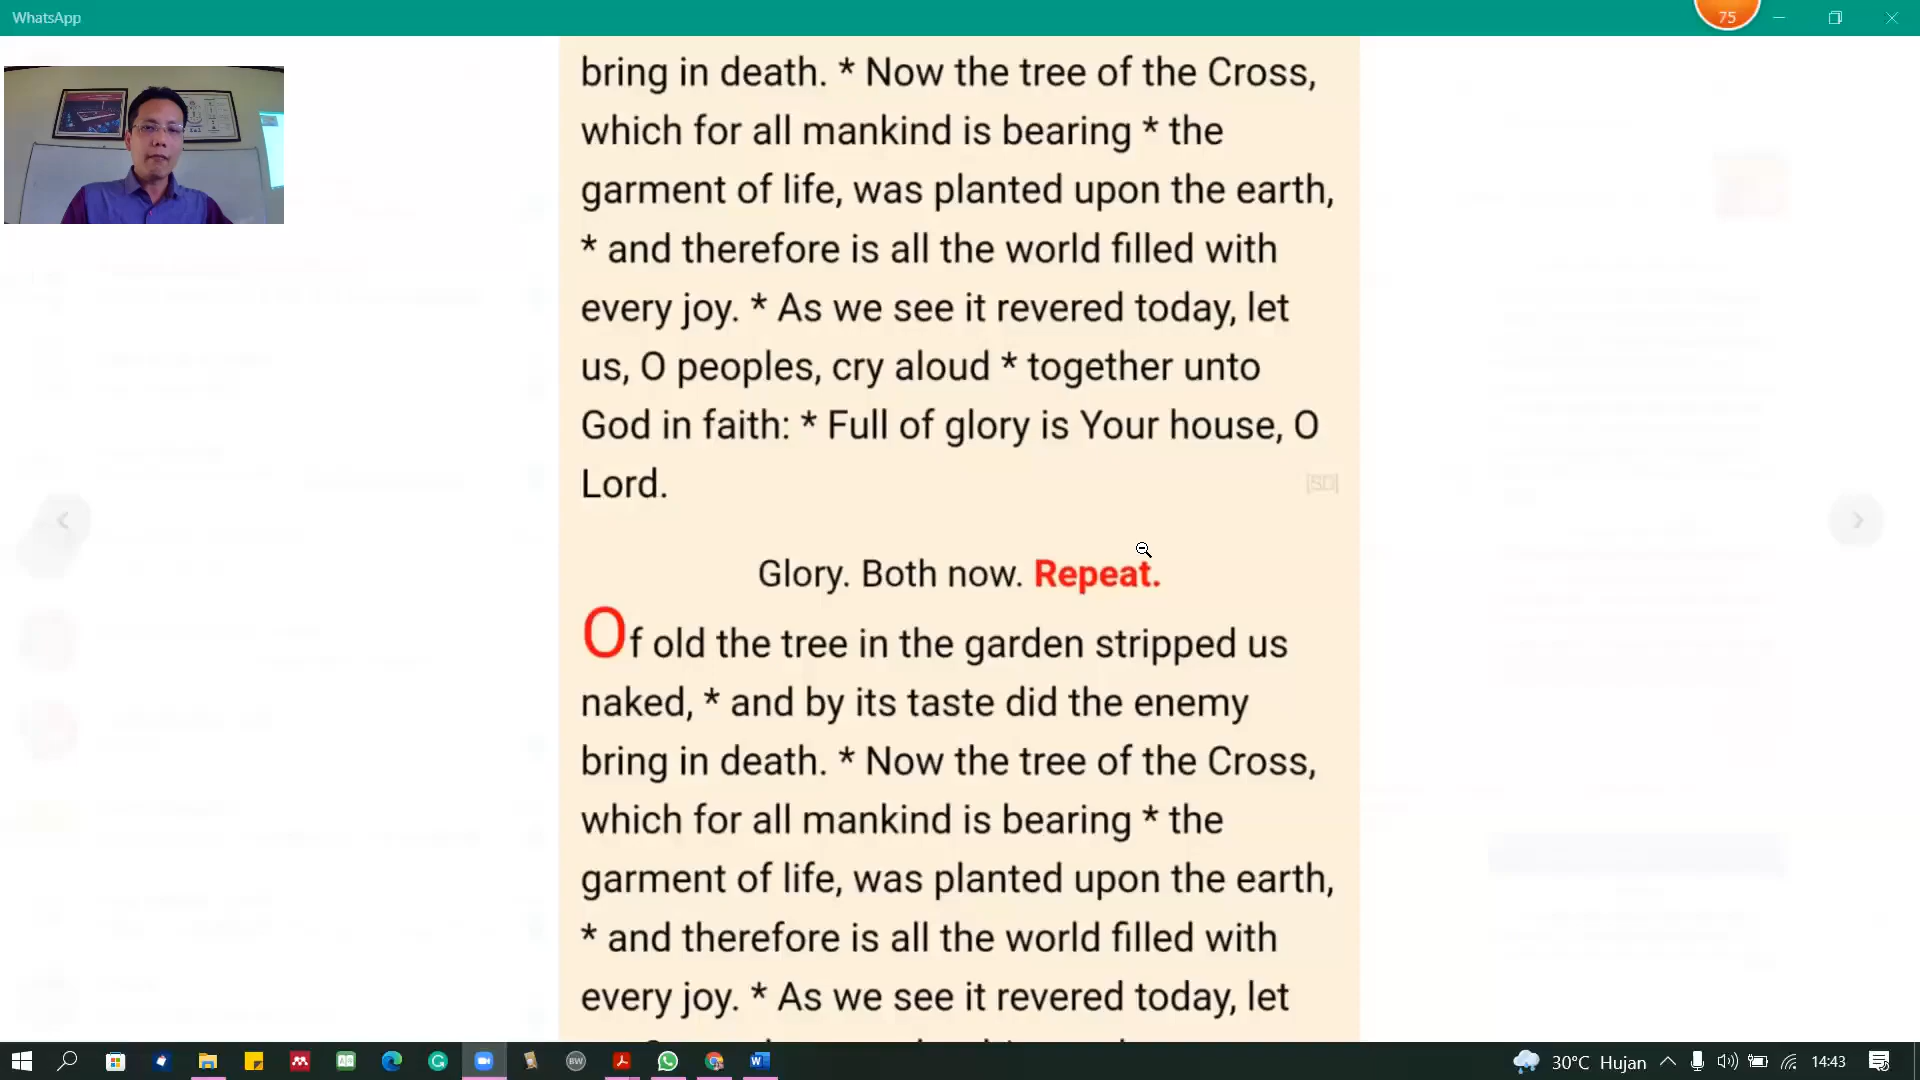 WhatsApp
75
bring in death. * Now the tree of the Cross,
which for all mankind is bearing * the
garment of life, was planted upon the earth,
* and therefore is all the world filled with
every joy. * As we see it revered today, let
us, O peoples, cry aloud * together unto
God in faith: * Full of glory is Your house, O
Lord.
[SD]
Glory. Both now. Repeat.
Of old the tree in the garden stripped us
naked, * and by its taste did the enemy
bring in death. * Now the tree of the Cross,
which for all mankind is bearing * the
garment of life, was planted upon the earth,
* and therefore is all the world filled with
every joy. * As we see it revered today, let
BW
30°C Hujan
14:43